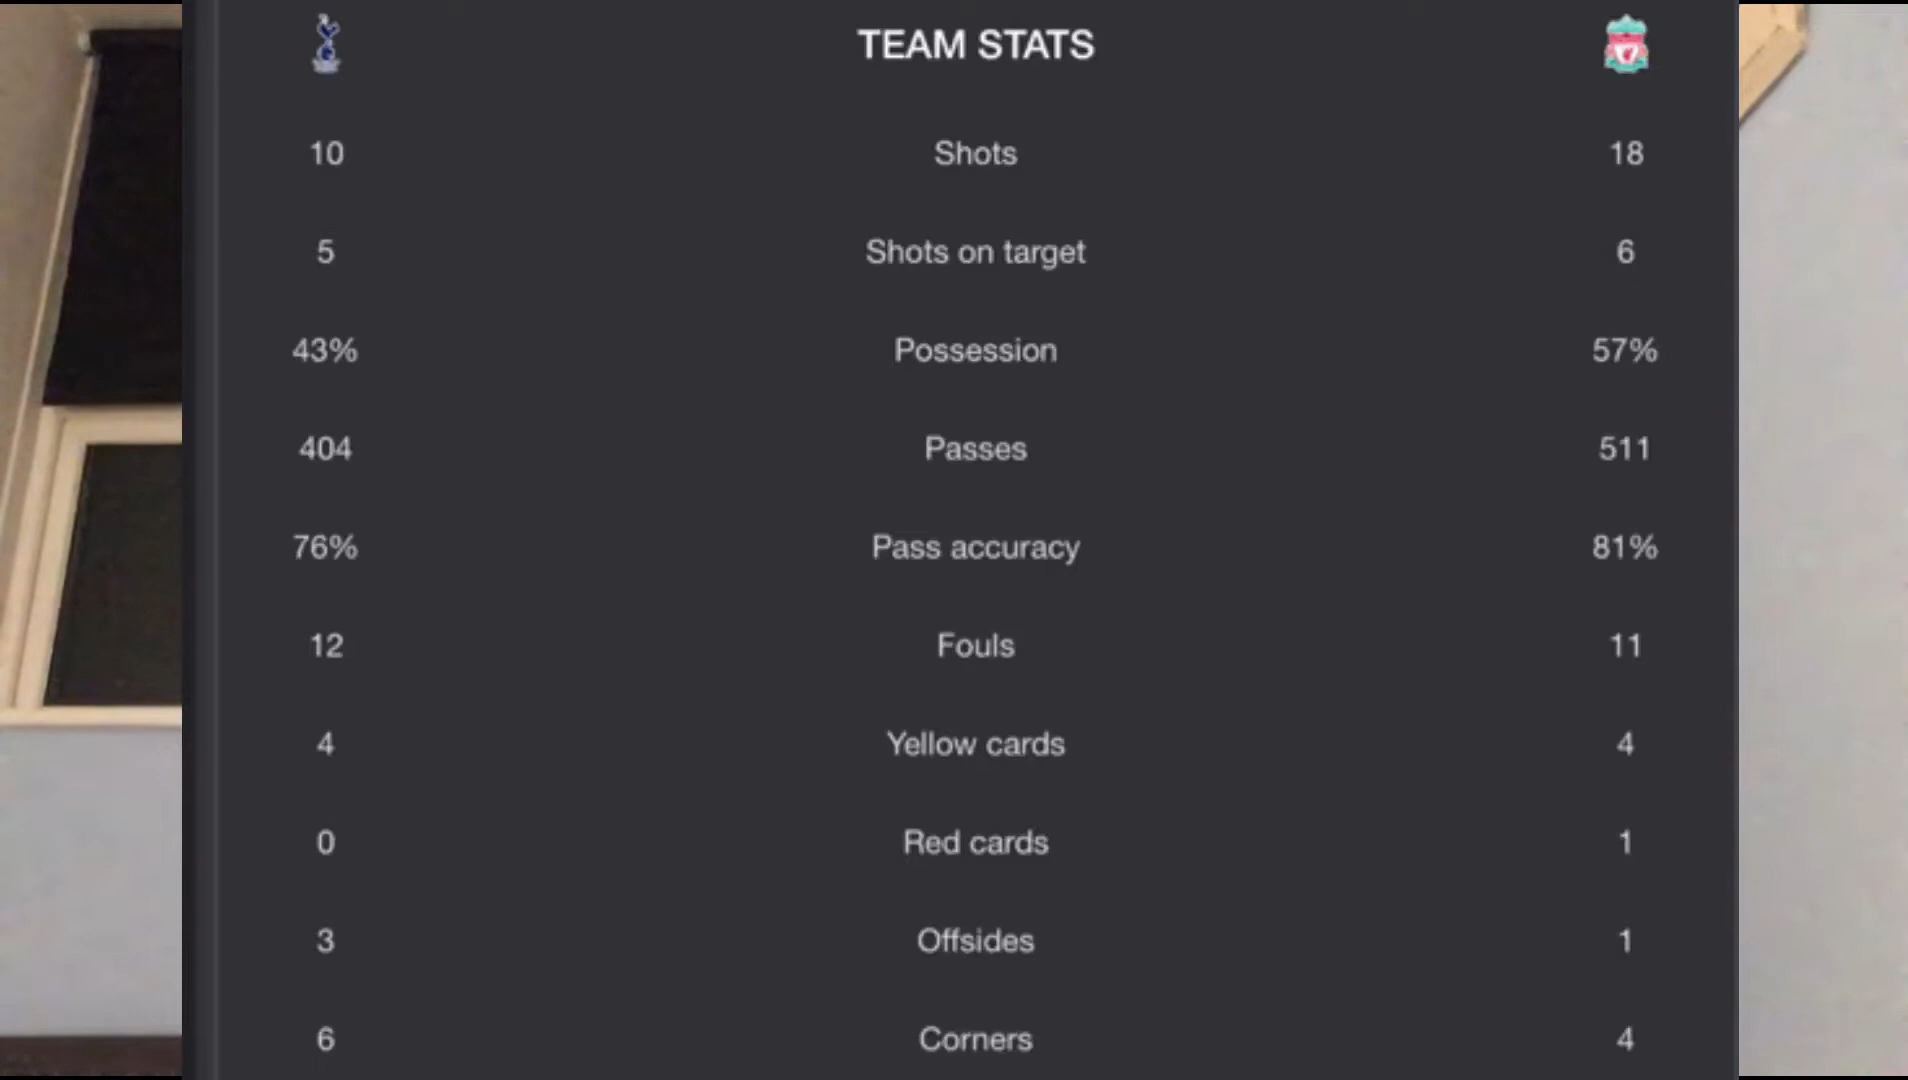 TEAM STATS
10 Shots 18
5 Shots on target 6
43% Possession 57%
404 Passes 511
76% Pass accuracy 81%
12 Fouls 11
4 Yellow cards 4
0 Red cards 1
3 Offsides 1
6 Corners 4